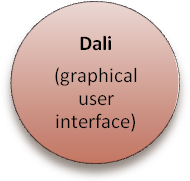 Dali
(graphical
user
interface)